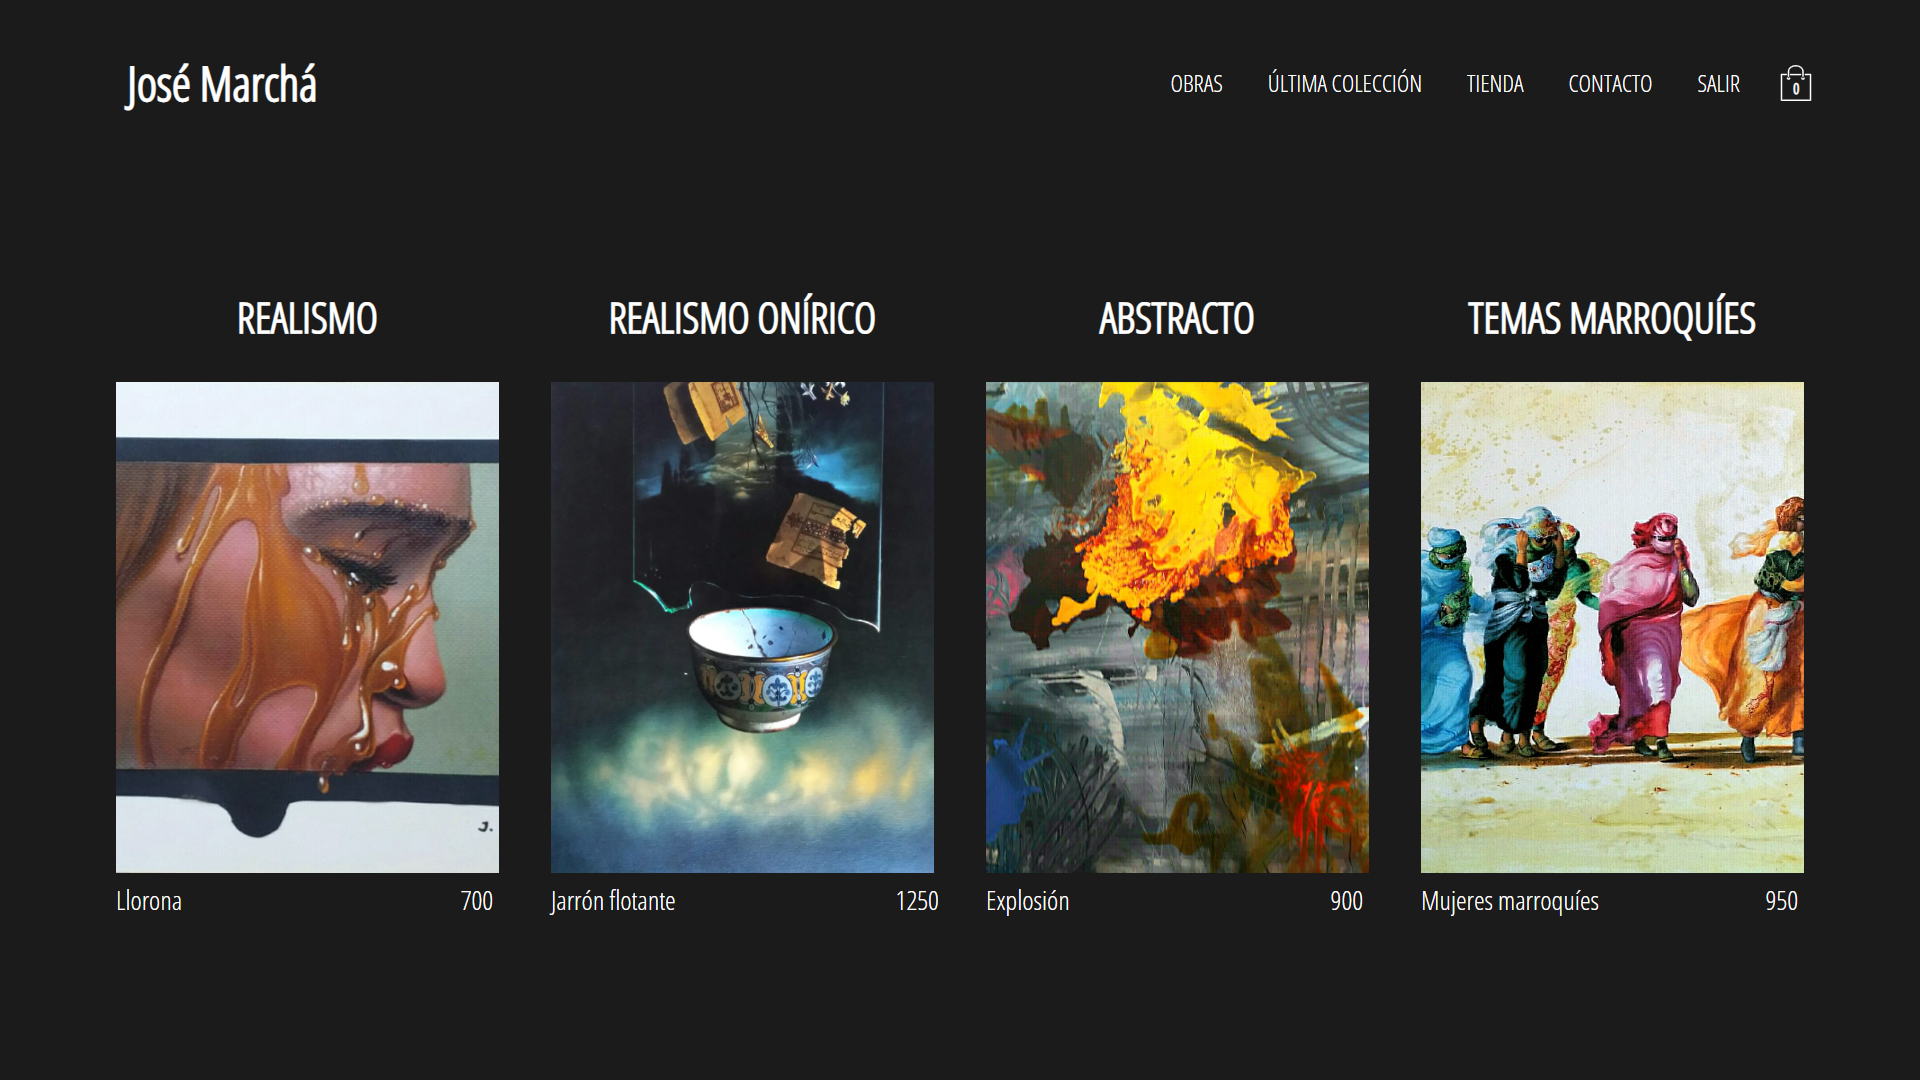 José Marchá
OBRAS ÚLTIMA COLECCIÓN TIENDA CONTACTO SALIR 0
REALISMO REALISMO ONÍRICO ABSTRACTO TEMAS MARROQUÍES
J.
Llorona 700 Jarrón flotante 1250 Explosión 900 Mujeres marroquíes 950